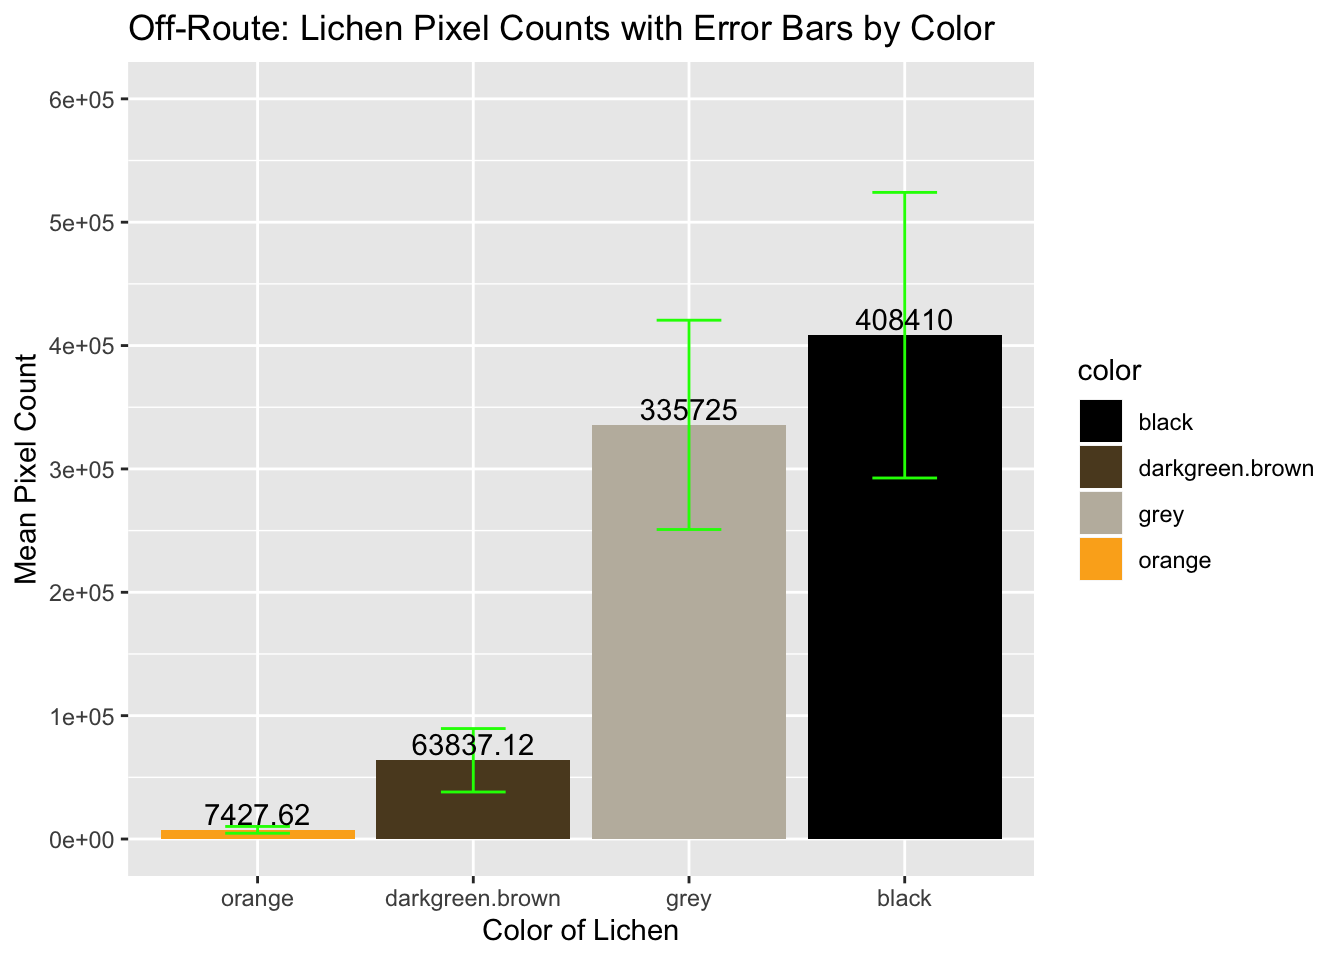 Off-Route: Lichen Pixel Counts with Error Bars by Color
6e+05
5e+05
4e+05
3e+05
2e+05
1e+05
0e+00
Mean Pixel Count
7427.62
63837.12
335725
408410
orange
darkgreen.brown
grey
black
Color of Lichen
color
black
darkgreen.brown
grey
orange